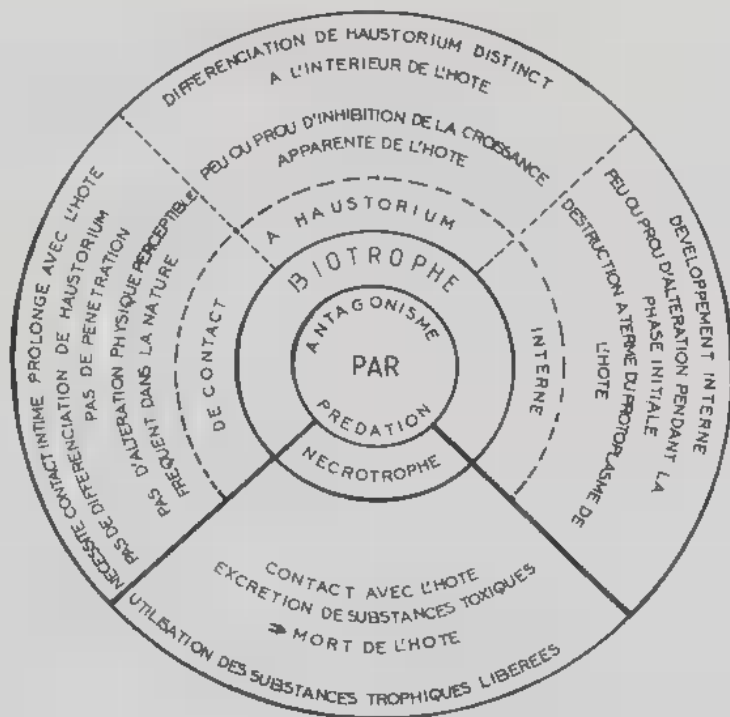 ANTAGONISME
PAR
PREDATION
BIOTROPHE
NECROTROPHE
A HAUSTORIUM
DIFFERENCIATION DE HAUSTORIUM DISTINCT
A L'INTERIEUR DE L'HOTE
PEU OU PROU D'INHIBITION DE LA CROISSANCE
APPARENTE DE L'HOTE
INTERNE
DEVELOPPEMENT INTERNE
PEU OU PROU D'ALTERATION PENDANT LA
PHASE INITIALE
DESTRUCTION A TERME DU PROTOPLASME DE
L'HOTE
DE CONTACT
NECESSITE CONTACT INTIME PROLONGE AVEC L'HOTE
PAS DE DIFFERENCIATION DE HAUSTORIUM
PAS DE PENETRATION
PAS D'ALTERATION PHYSIQUE PERCEPTIBLE
FREQUENT DANS LA NATURE
CONTACT AVEC L'HOTE
EXCRETION DE SUBSTANCES TOXIQUES
⇒ MORT DE L'HOTE
UTILISATION DES SUBSTANCES TROPHIQUES LIBEREES